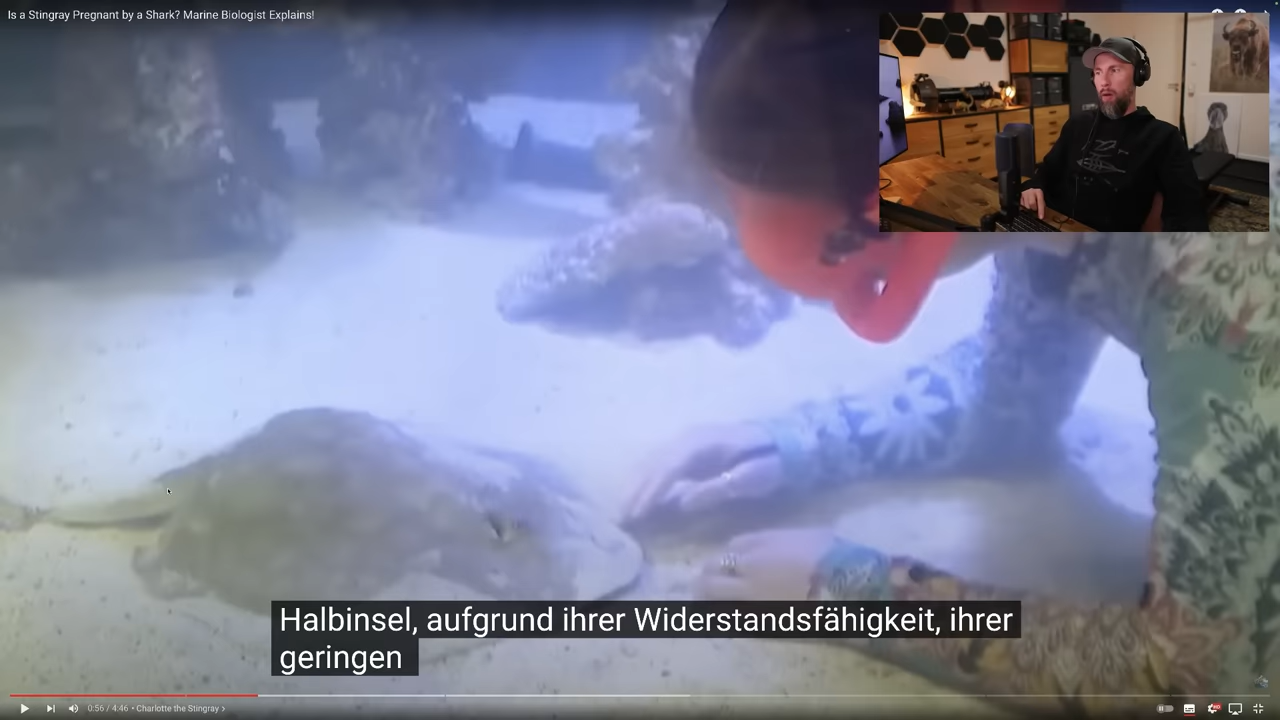 Is a Stingray Pregnant by a Shark? Marine Biologist Explains!
Halbinsel, aufgrund ihrer Widerstandsfähigkeit, ihrer
geringen
0:56 / 4:46 • Charlotte the Stingray >